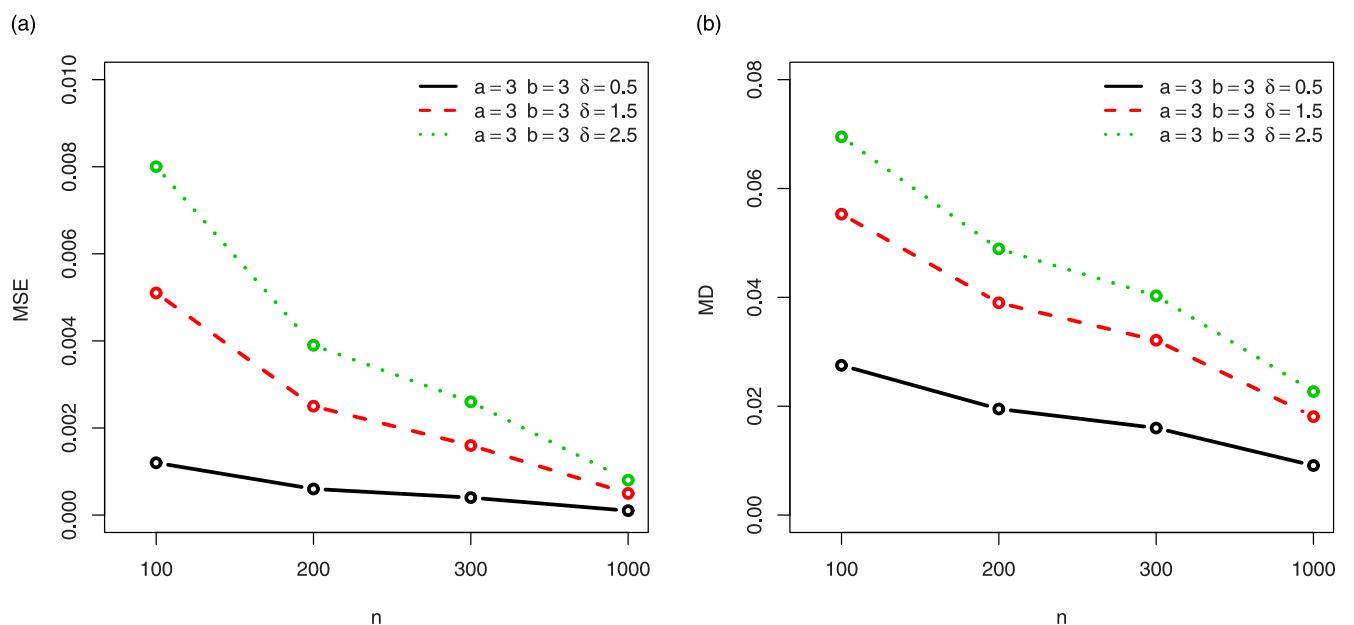 (a)
0.010
0.008
0.006
0.004
0.002
0.000
MSE
a = 3 b = 3 δ = 0.5
a = 3 b = 3 δ = 1.5
a = 3 b = 3 δ = 2.5
100 200 300 1000
n
(b)
0.08
0.06
0.04
0.02
0.00
MD
a = 3 b = 3 δ = 0.5
a = 3 b = 3 δ = 1.5
a = 3 b = 3 δ = 2.5
100 200 300 1000
n